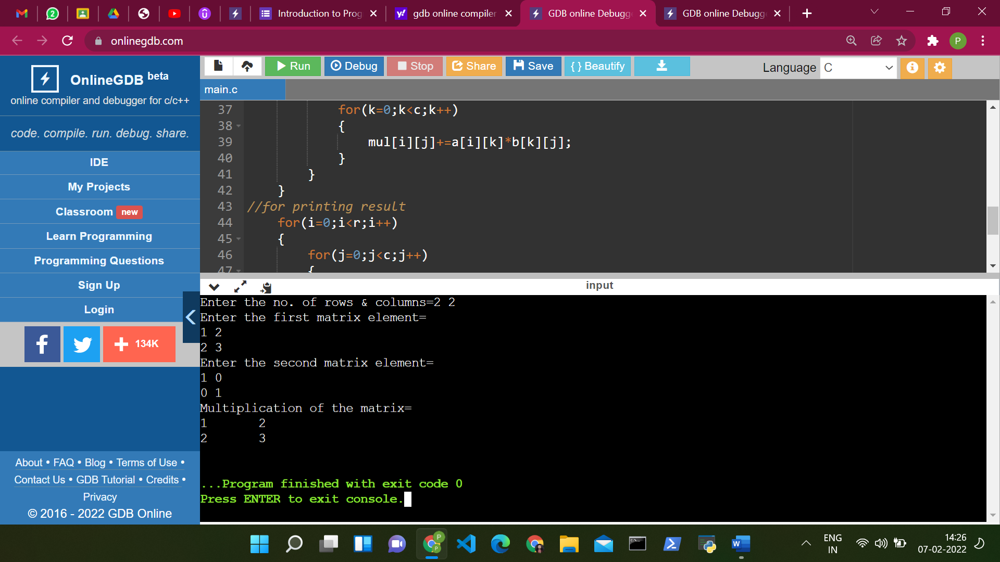 2
Introduction to Prog
gdb online compiler
GDB online Debugge
GDB online Debugge
onlinegdb.com
P
OnlineGDB beta
online compiler and debugger for c/c++
code. compile. run. debug. share.
IDE
My Projects
Classroom new
Learn Programming
Programming Questions
Sign Up
Login
134K
About • FAQ • Blog • Terms of Use •
Contact Us • GDB Tutorial • Credits •
Privacy
© 2016 - 2022 GDB Online
Run Debug Stop Share Save { } Beautify
Language C
main.c
37 for(k=0;k<c;k++)
38 {
39 mul[i][j]+=a[i][k]*b[k][j];
40 }
41 }
42 }
43 //for printing result
44 for(i=0;i<r;i++)
45 {
46 for(j=0;j<c;j++)
47 {
input
Enter the no. of rows & columns=2 2
Enter the first matrix element=
1 2
2 3
Enter the second matrix element=
1 0
0 1
Multiplication of the matrix=
1 2
2 3
...Program finished with exit code 0
Press ENTER to exit console.
ENG
IN
14:26
07-02-2022